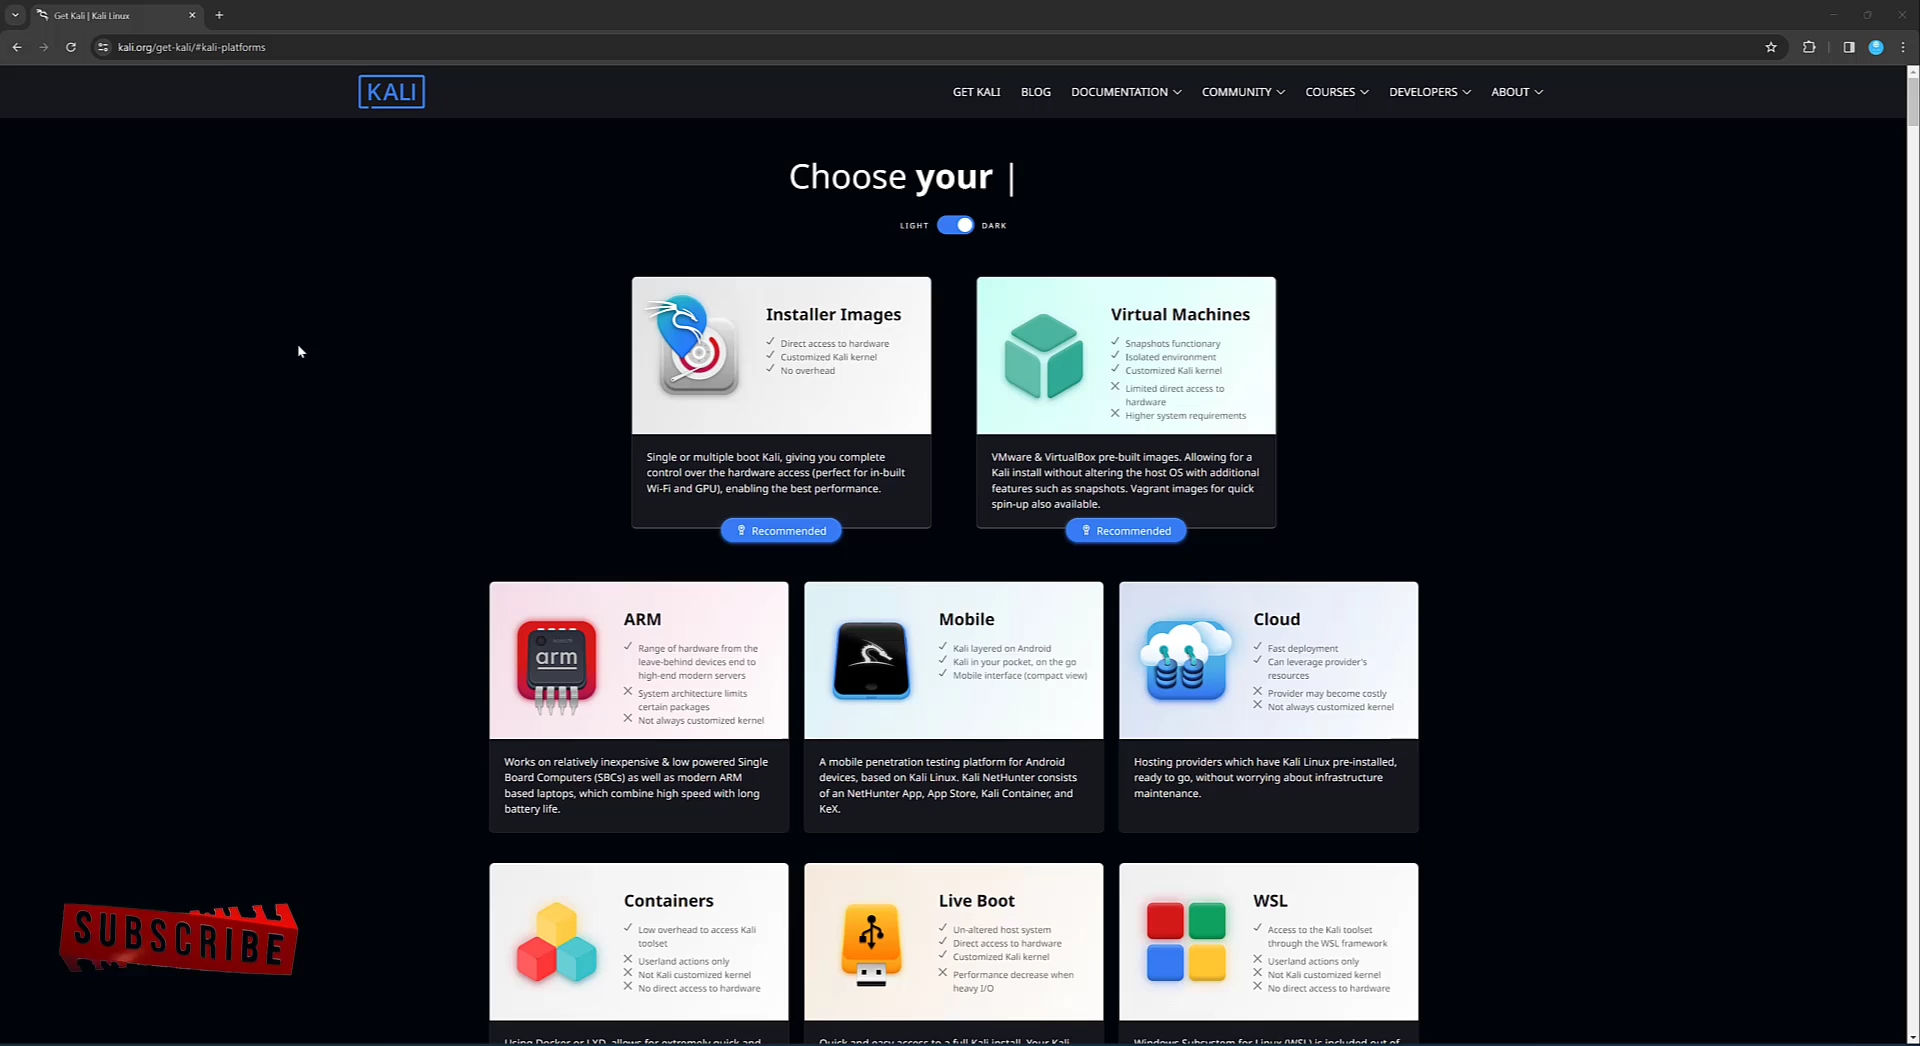 Get Kali | Kali Linux
kali.org/get-kali/#kali-platforms
KALI
GET KALI
BLOG
DOCUMENTATION
COMMUNITY
COURSES
DEVELOPERS
ABOUT
Choose your |
LIGHT
DARK
Installer Images
Direct access to hardware
Customized Kali kernel
No overhead
Single or multiple boot Kali, giving you complete
control over the hardware access (perfect for in-built
Wi-Fi and GPU), enabling the best performance.
Recommended
Virtual Machines
Snapshots functionary
Isolated environment
Customized Kali kernel
Limited direct access to
hardware
Higher system requirements
VMware & VirtualBox pre-built images. Allowing for a
Kali install without altering the host OS with additional
features such as snapshots. Vagrant images for quick
spin-up also available.
Recommended
arm
ARM
Range of hardware from the
leave-behind devices end to
high-end modern servers
System architecture limits
certain packages
Not always customized kernel
Works on relatively inexpensive & low powered Single
Board Computers (SBCs) as well as modern ARM
based laptops, which combine high speed with long
battery life.
Mobile
Kali layered on Android
Kali in your pocket, on the go
Mobile interface (compact view)
A mobile penetration testing platform for Android
devices, based on Kali Linux. Kali NetHunter consists
of an NetHunter App, App Store, Kali Container, and
KeX.
Cloud
Fast deployment
Can leverage provider's
resources
Provider may become costly
Not always customized kernel
Hosting providers which have Kali Linux pre-installed,
ready to go, without worrying about infrastructure
maintenance.
Containers
Low overhead to access Kali
toolset
Userland actions only
Not Kali customized kernel
No direct access to hardware
Using Docker or LXD, allows for extremely quick and
Live Boot
Un-altered host system
Direct access to hardware
Customized Kali kernel
Performance decrease when
heavy I/O
Quick and easy access to a full Kali install. Your Kali
WSL
Access to the Kali toolset
through the WSL framework
Userland actions only
Not Kali customized kernel
No direct access to hardware
Windows Subsystem for Linux (WSL) is included out of
SUBSCRIBE